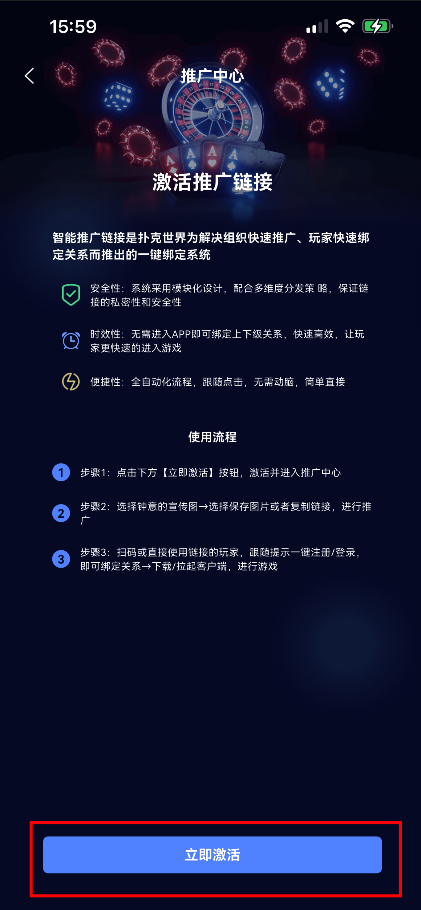 15:59
推广中心
激活推广链接
智能推广链接是扑克世界为解决组织快速推广、玩家快速绑
定关系而推出的一键绑定系统
安全性：系统采用模块化设计，配合多维度分发策 略，保证链
接的私密性和安全性
时效性：无需进入APP即可绑定上下级关系，快速高效，让玩
家更快速的进入游戏
便捷性：全自动化流程，跟随点击，无需动脑，简单直接
使用流程
1 步骤1：点击下方【立即激活】按钮，激活并进入推广中心
2 步骤2：选择钟意的宣传图→选择保存图片或者复制链接，进行推
广
3 步骤3：扫码或直接使用链接的玩家，跟随提示一键注册/登录，
即可绑定关系→下载/拉起客户端，进行游戏
立即激活